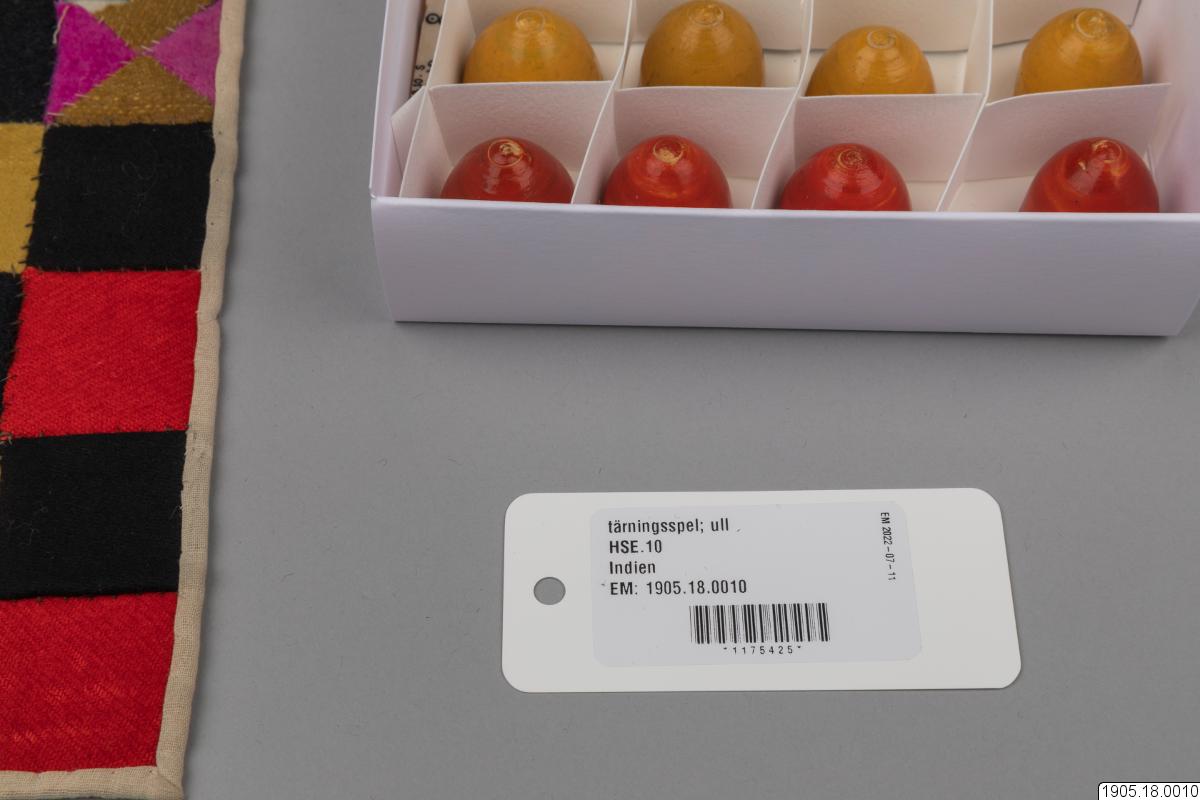 tärningsspel; ull
HSE.10
Indien
EM: 1905.18.0010
*1175425*
EM 2022-07-11
1905.18.0010